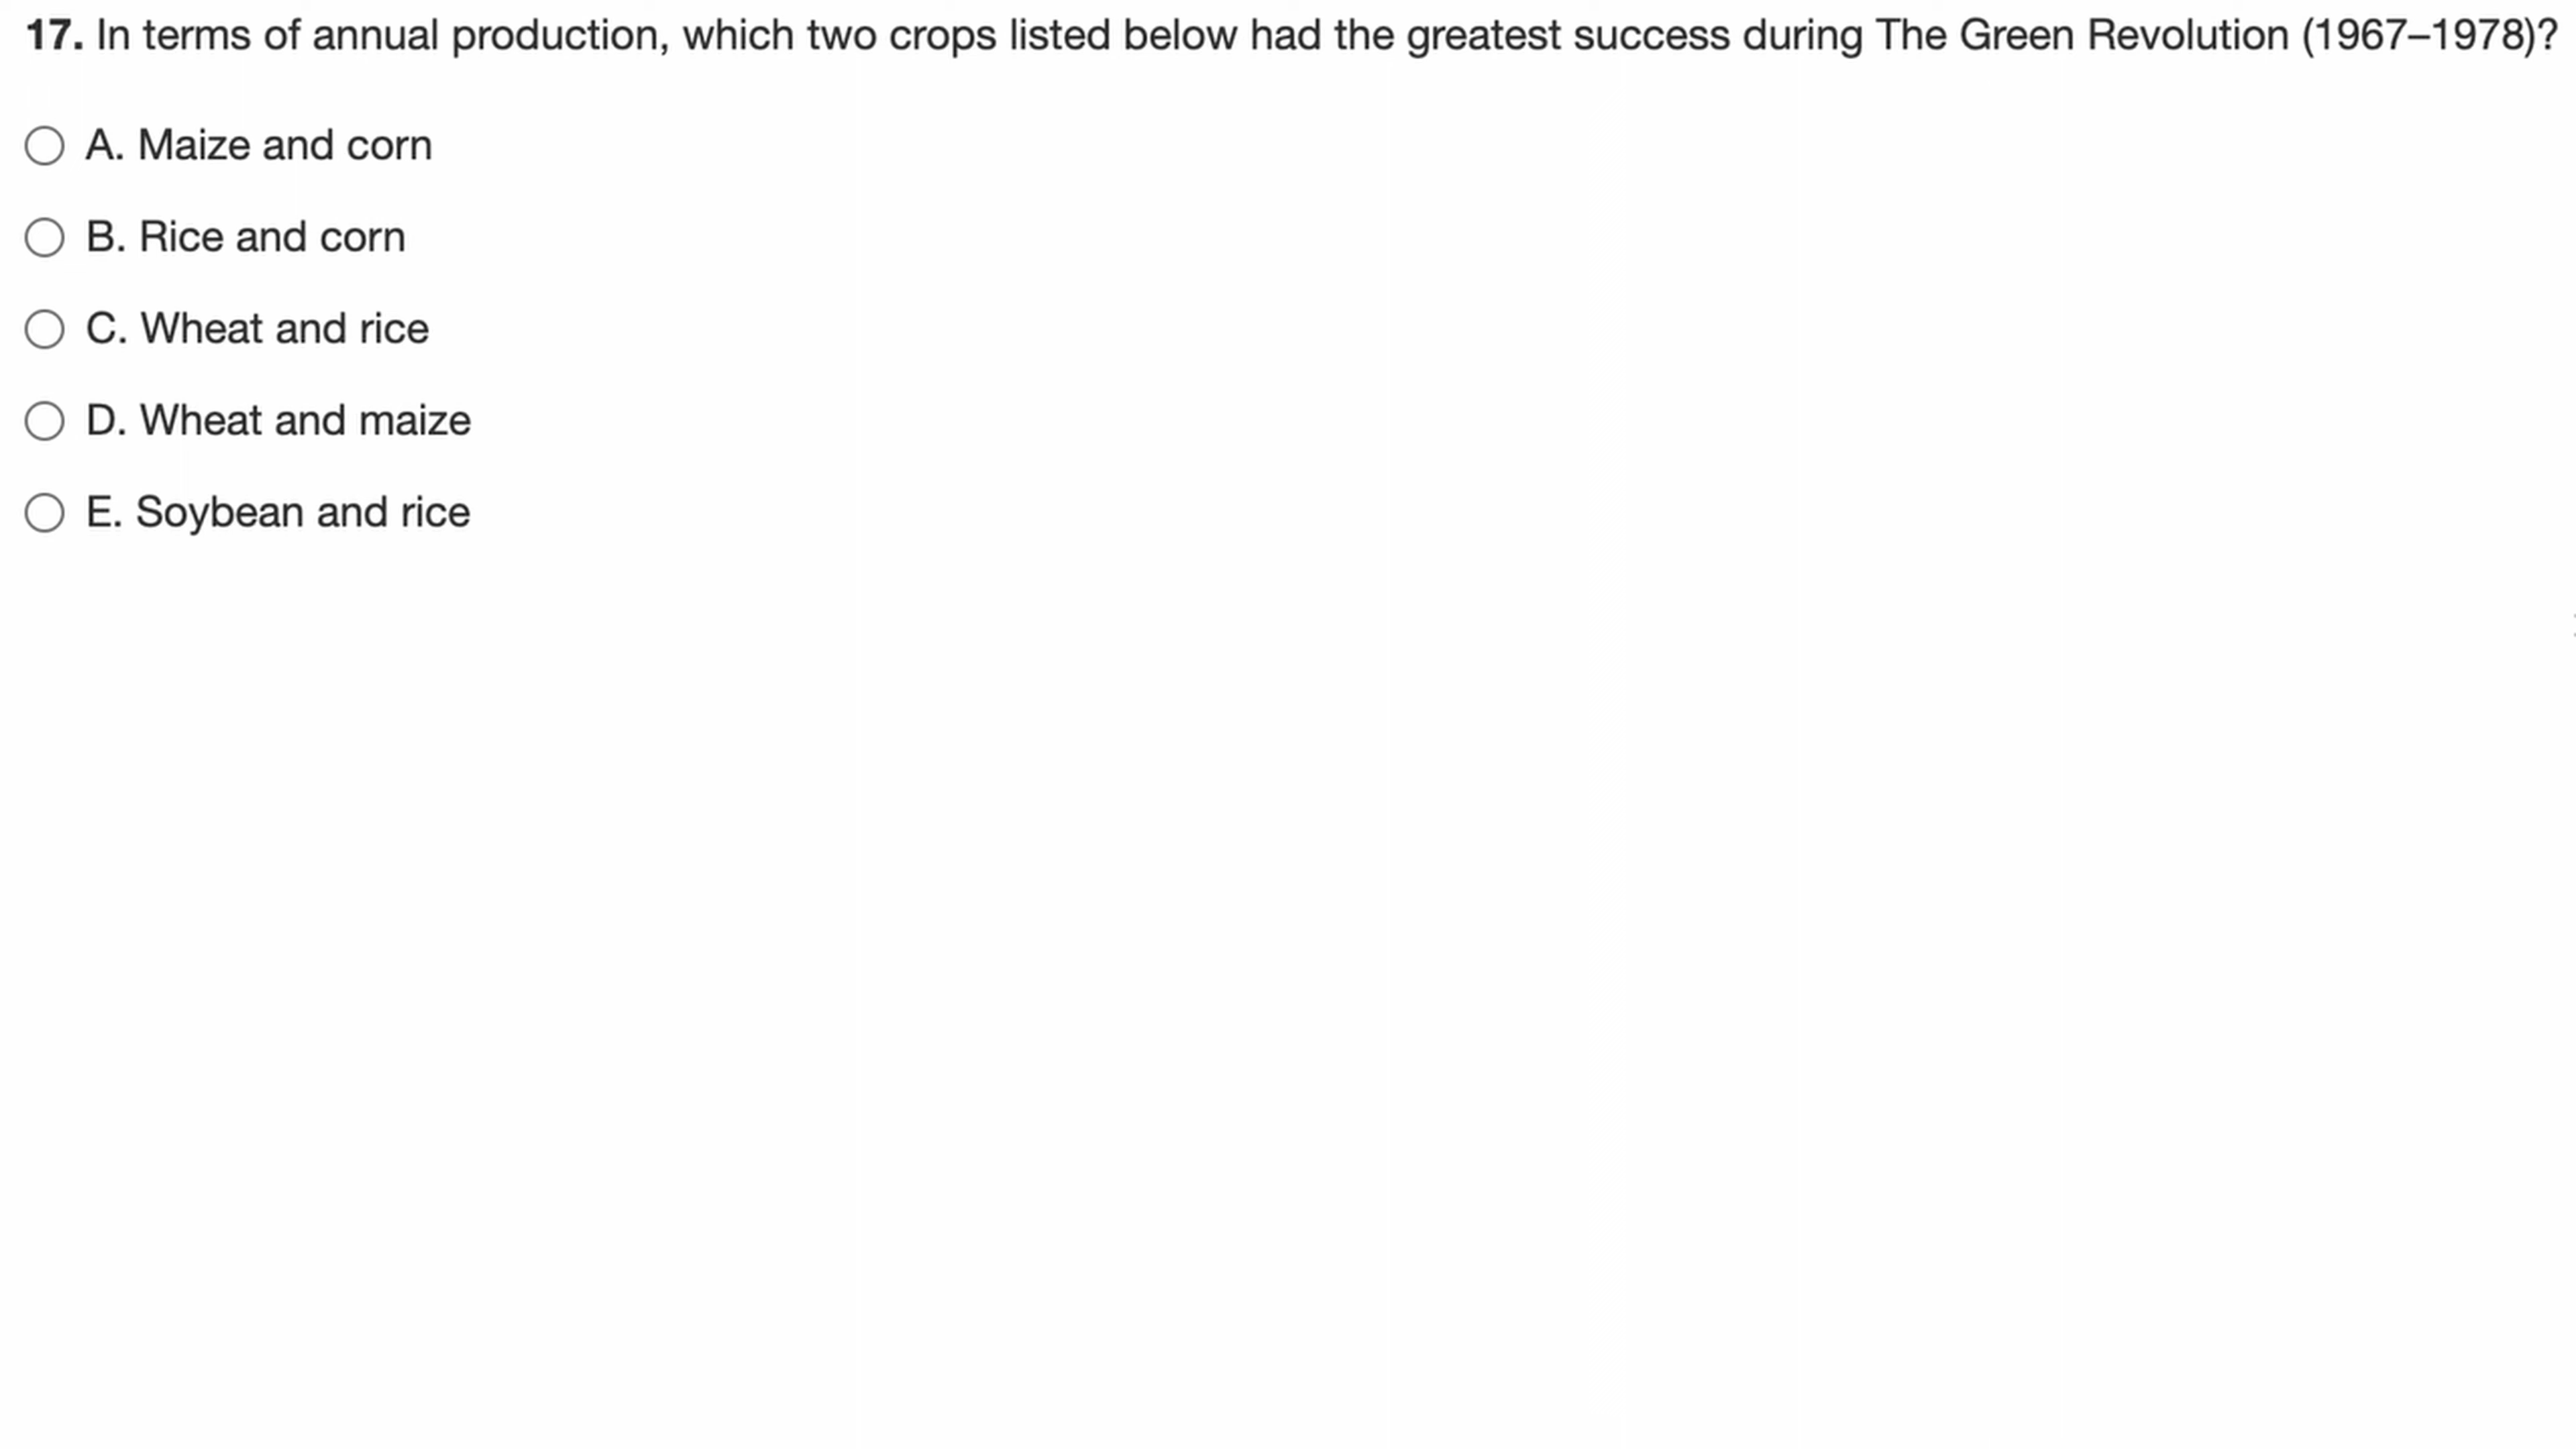 17. In terms of annual production, which two crops listed below had the greatest success during The Green Revolution (1967–1978)?
A. Maize and corn
B. Rice and corn
C. Wheat and rice
D. Wheat and maize
E. Soybean and rice